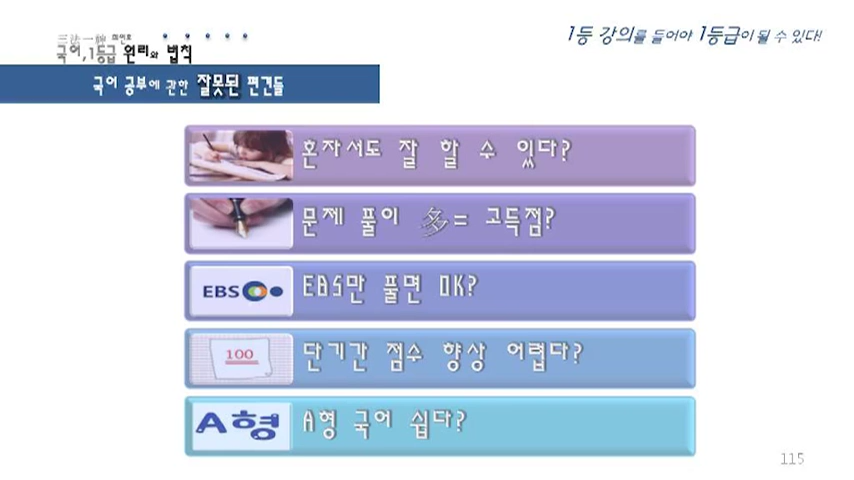 三法一神
국어,1등급 원리와 법칙
1등 강의를 들어야 1등급이 될 수 있다!
국어 공부에 관한 잘못된 편견들
혼자서도 잘 할 수 있다?
문제 풀이 多= 고득점?
EBS
EBS만 풀면 OK?
100
단기간 점수 향상 어렵다?
A형
A형 국어 쉽다?
115